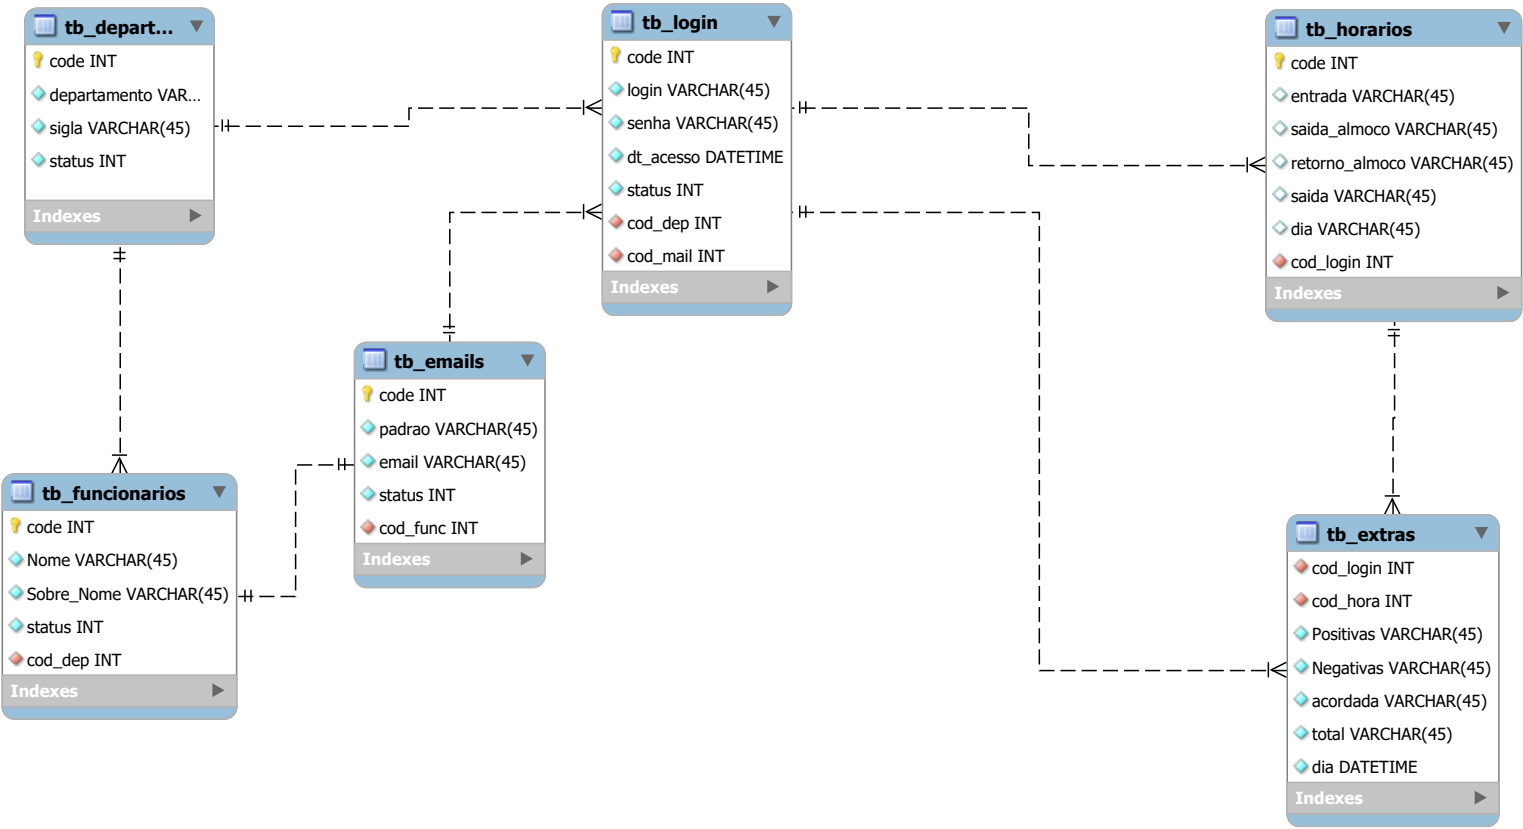 tb_depart...
code INT
departamento VAR...
sigla VARCHAR(45)
status INT
Indexes
tb_login
code INT
login VARCHAR(45)
senha VARCHAR(45)
dt_acesso DATETIME
status INT
cod_dep INT
cod_mail INT
Indexes
tb_horarios
code INT
entrada VARCHAR(45)
saida_almoco VARCHAR(45)
retorno_almoco VARCHAR(45)
saida VARCHAR(45)
dia VARCHAR(45)
cod_login INT
Indexes
tb_emails
code INT
padrao VARCHAR(45)
email VARCHAR(45)
status INT
cod_func INT
Indexes
tb_funcionarios
code INT
Nome VARCHAR(45)
Sobre_Nome VARCHAR(45)
status INT
cod_dep INT
Indexes
tb_extras
cod_login INT
cod_hora INT
Positivas VARCHAR(45)
Negativas VARCHAR(45)
acordada VARCHAR(45)
total VARCHAR(45)
dia DATETIME
Indexes